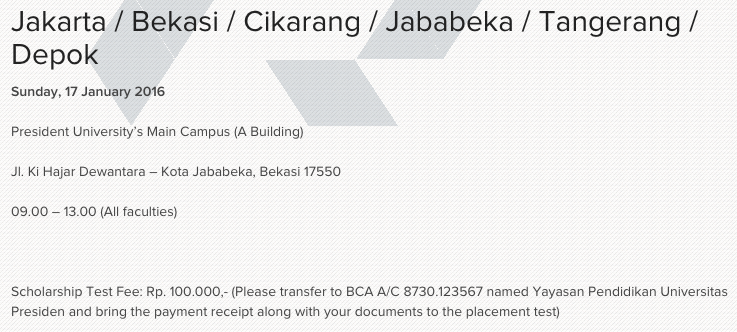 Jakarta / Bekasi / Cikarang / Jababeka / Tangerang /
Depok
Sunday, 17 January 2016
President University’s Main Campus (A Building)
Jl. Ki Hajar Dewantara – Kota Jababeka, Bekasi 17550
09.00 – 13.00 (All faculties)
Scholarship Test Fee: Rp. 100.000,- (Please transfer to BCA A/C 8730.123567 named Yayasan Pendidikan Universitas
Presiden and bring the payment receipt along with your documents to the placement test)